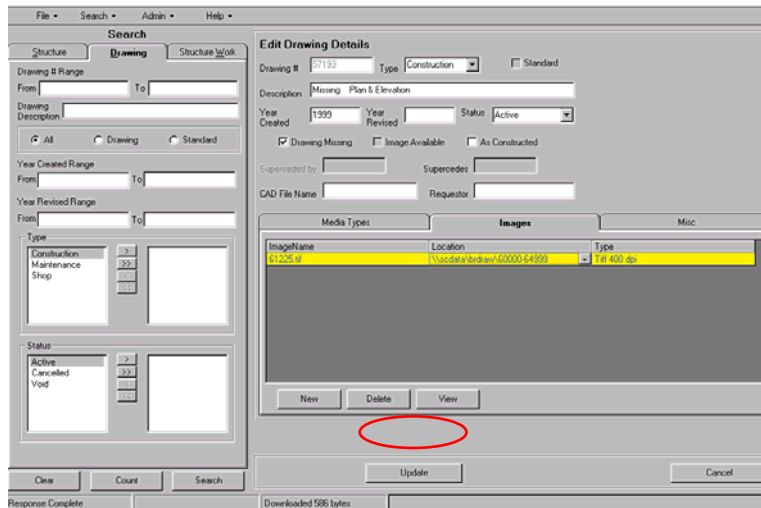 File Search Admin Help
Search
Structure Drawing Structure Work
Drawing # Range
From To
Drawing
Description
All Drawing Standard
Year Created Range
From To
Year Revised Range
From To
Type
Construction
Maintenance
Shop
>
>>
<
<<
Status
Active
Cancelled
Void
>
>>
<
<<
Clear Count Search
Response Complete
Downloaded 586 bytes
Edit Drawing Details
Drawing # 57193 Type Construction Standard
Description Missing Plan & Elevation
Year Created 1999 Year Revised Status Active
Drawing Missing Image Available As Constructed
Superceded by Supercedes
CAD File Name Requestor
Media Types Images Misc
ImageName Location Type
61225.tif \\scdata\brdraw\60000-64999 Tiff 400 dpi
New Delete View
Update Cancel